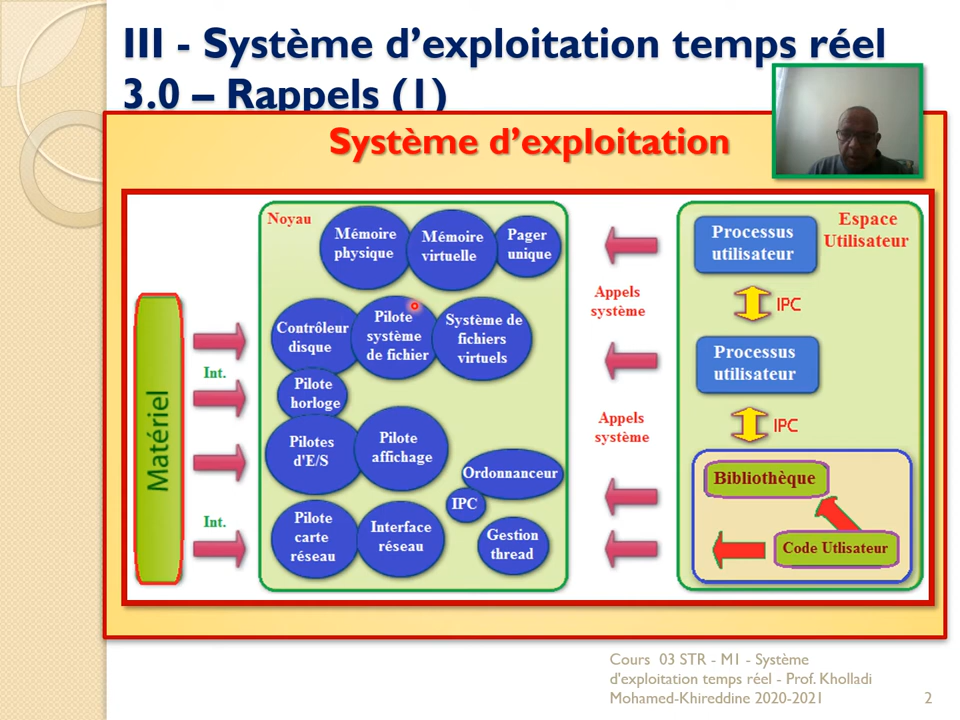 III - Système d’exploitation temps réel
3.0 – Rappels (1)
Système d’exploitation
Noyau
Mémoire
physique
Mémoire
virtuelle
Pager
unique
Contrôleur
disque
Pilote
système
de fichier
Système de
fichiers
virtuels
Pilote
horloge
Pilotes
d'E/S
Pilote
affichage
Ordonnanceur
IPC
Pilote
carte
réseau
Interface
réseau
Gestion
thread
Matériel
Int.
Int.
Appels
système
Appels
système
Espace
Utilisateur
Processus
utilisateur
IPC
Processus
utilisateur
IPC
Bibliothèque
Code Utlisateur
Cours  03 STR - M1 - Système
d'exploitation temps réel - Prof. Kholladi
Mohamed-Khireddine 2020-2021
2